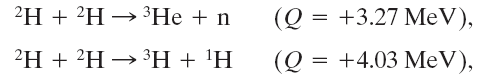 ²H + ²H → ³He + n (Q = +3.27 MeV),
²H + ²H → ³H + ¹H (Q = +4.03 MeV),